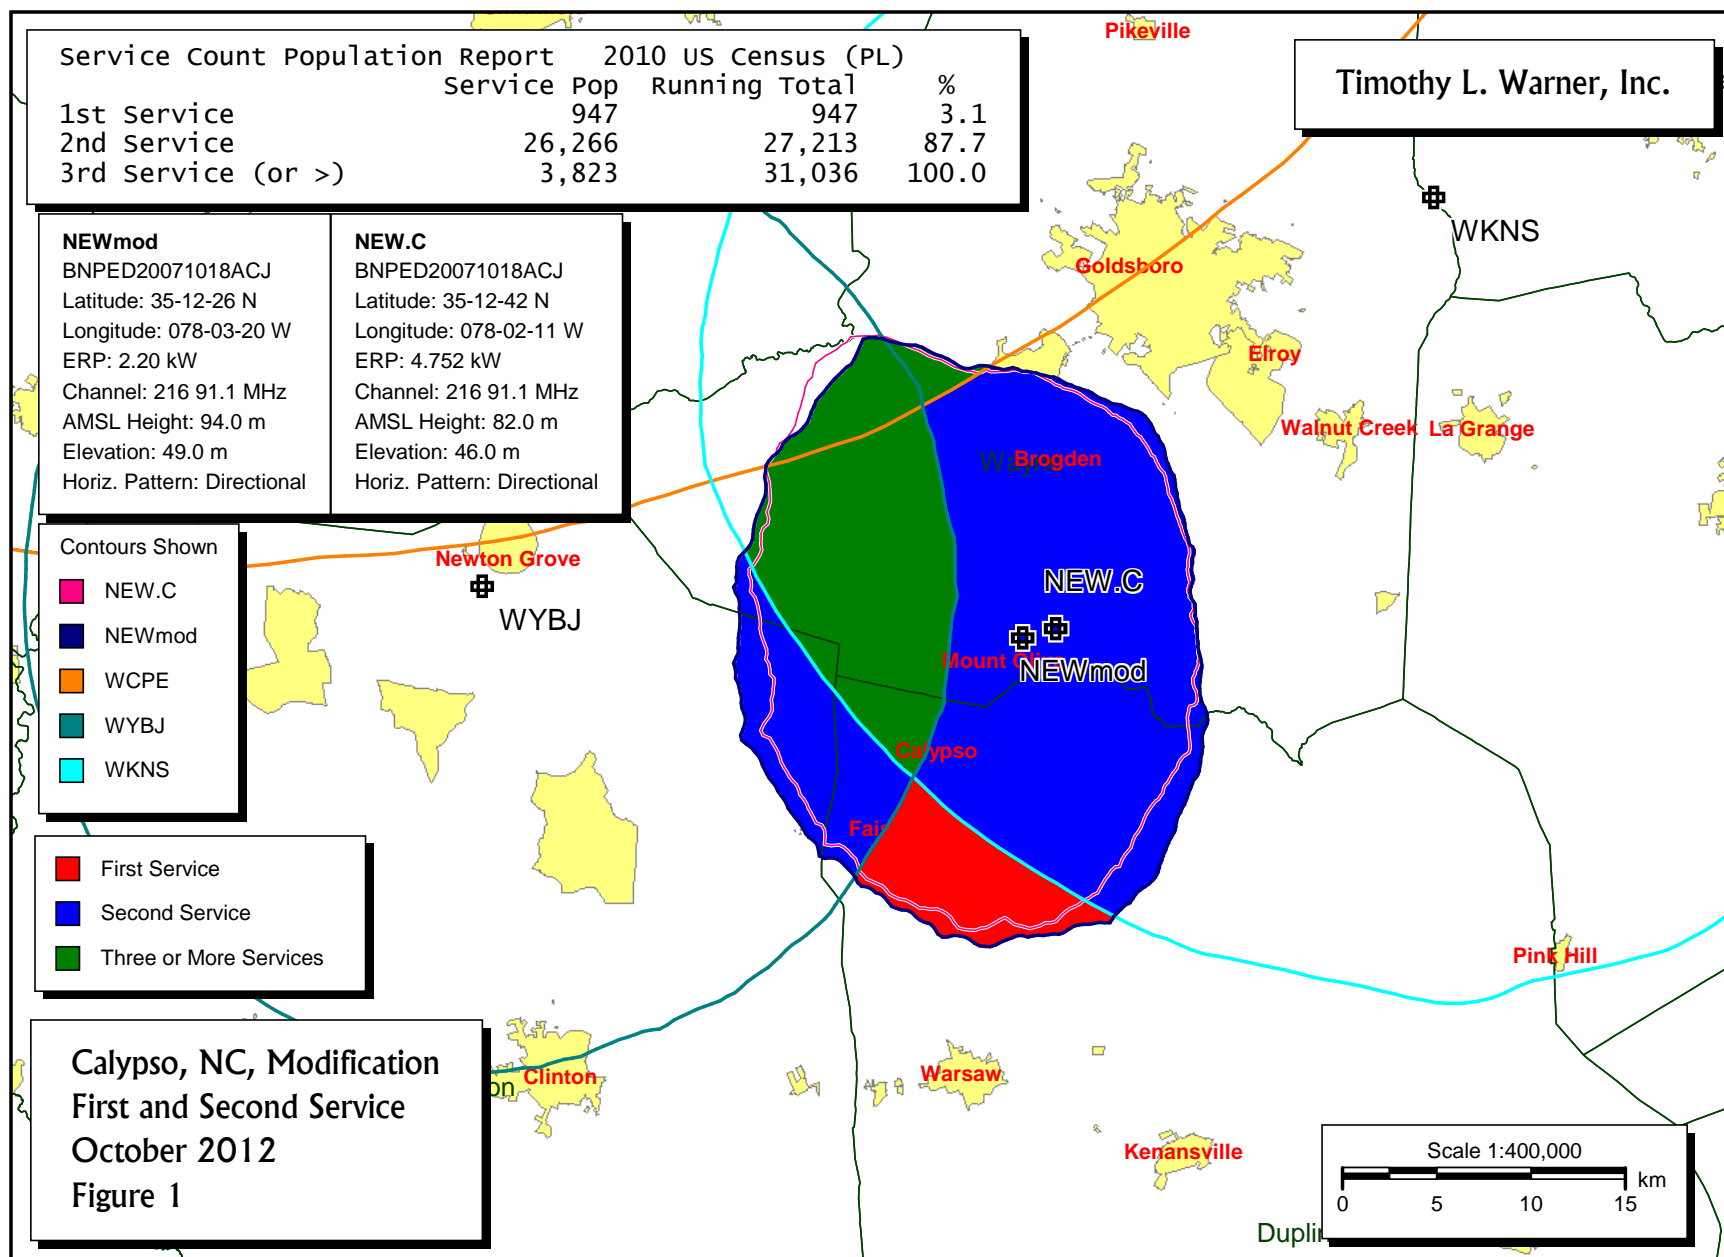 Pikeville
Service Count Population Report 2010 US Census (PL)
Service Pop Running Total %
1st Service 947 947 3.1
2nd Service 26,266 27,213 87.7
3rd Service (or >) 3,823 31,036 100.0
Timothy L. Warner, Inc.
NEWmod
BNPED20071018ACJ
Latitude: 35-12-26 N
Longitude: 078-03-20 W
ERP: 2.20 kW
Channel: 216 91.1 MHz
AMSL Height: 94.0 m
Elevation: 49.0 m
Horiz. Pattern: Directional
NEW.C
BNPED20071018ACJ
Latitude: 35-12-42 N
Longitude: 078-02-11 W
ERP: 4.752 kW
Channel: 216 91.1 MHz
AMSL Height: 82.0 m
Elevation: 46.0 m
Horiz. Pattern: Directional
WKNS
Goldsboro
Elroy
Walnut Creek
La Grange
Brogden
Contours Shown
NEW.C
NEWmod
WCPE
WYBJ
WKNS
Newton Grove
WYBJ
NEW.C
Mount
NEWmod
Calypso
First Service
Second Service
Three or More Services
Pink Hill
Calypso, NC, Modification
First and Second Service
October 2012
Figure 1
Clinton
Warsaw
Kenansville
Scale 1:400,000
km
0 5 10 15